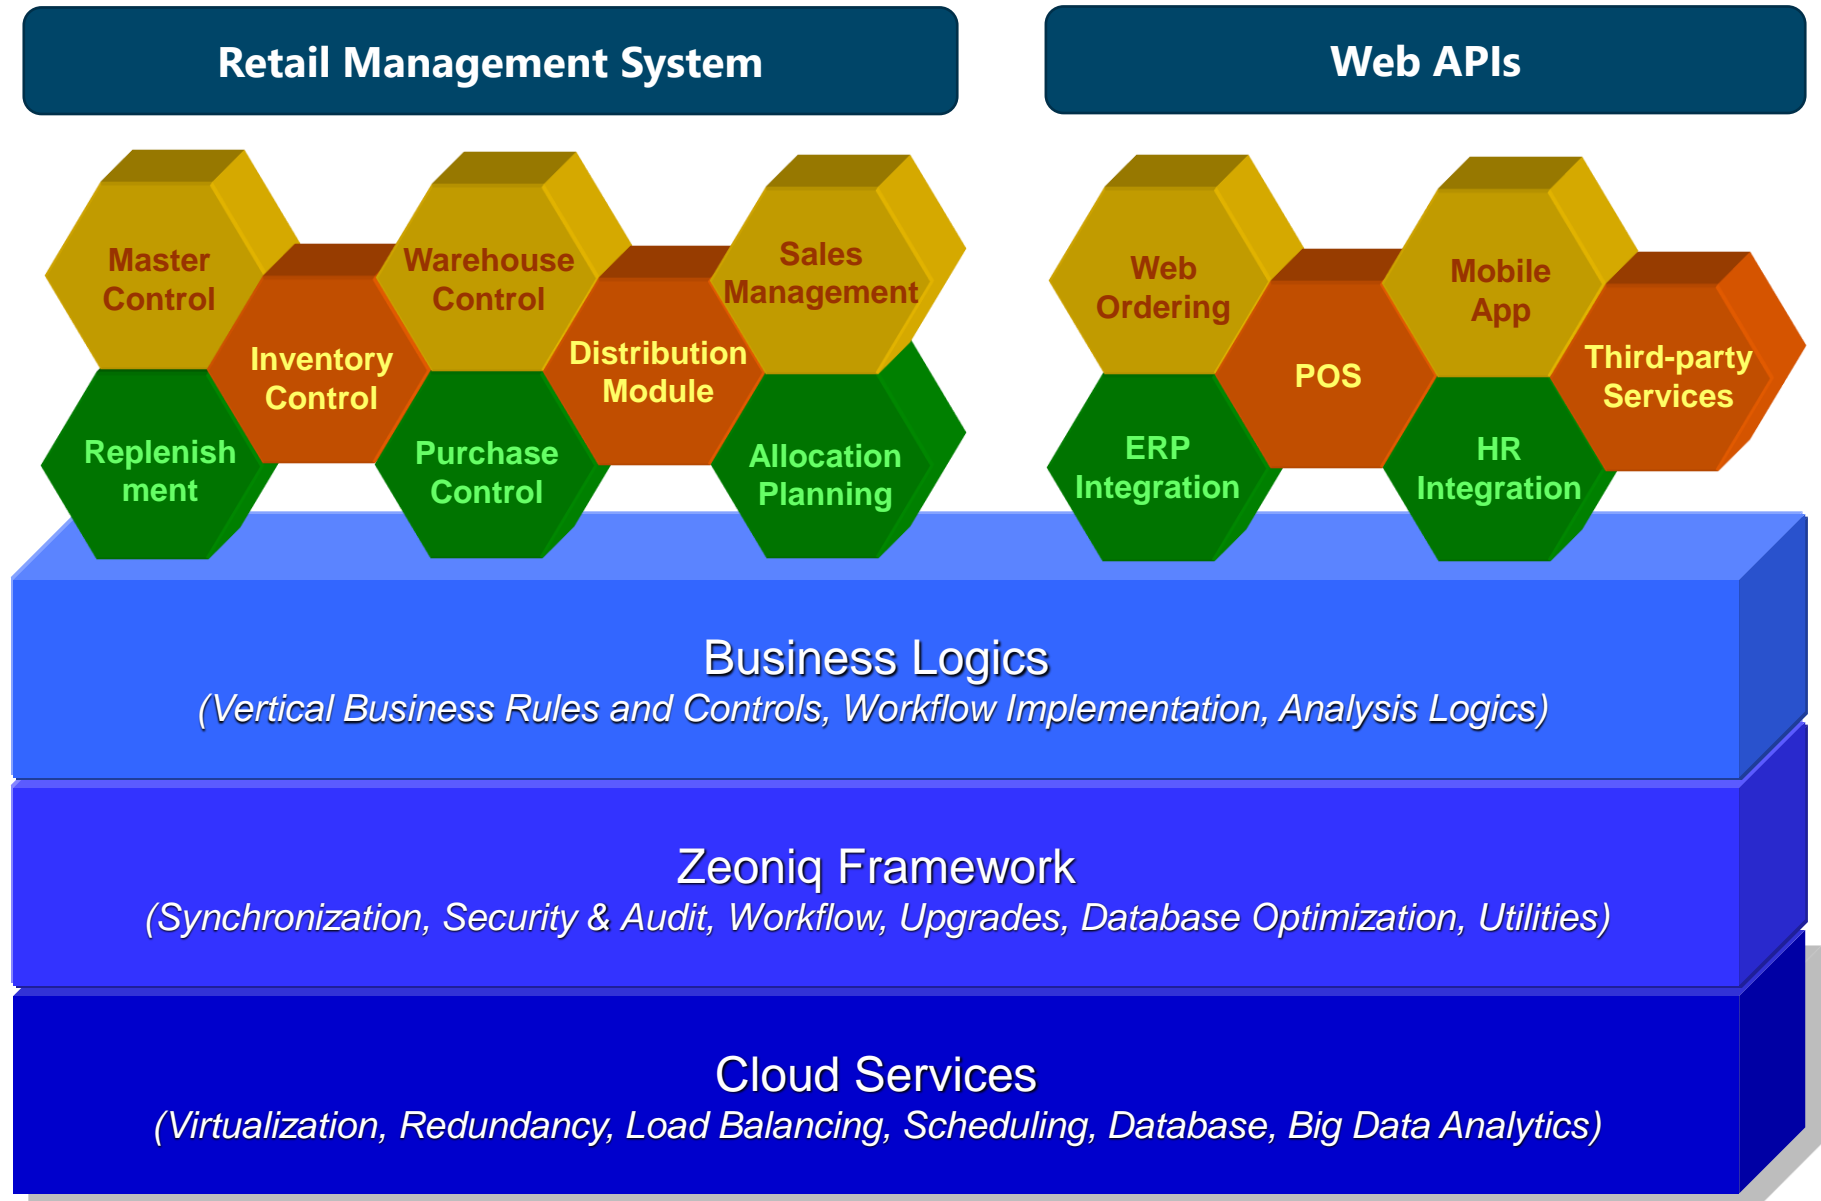 Retail Management System
Web APIs
Master
Control
Warehouse
Control
Sales
Management
Inventory
Control
Distribution
Module
Replenish
ment
Purchase
Control
Allocation
Planning
Web
Ordering
Mobile
App
POS
Third-party
Services
ERP
Integration
HR
Integration
Business Logics
(Vertical Business Rules and Controls, Workflow Implementation, Analysis Logics)
Zeoniq Framework
(Synchronization, Security & Audit, Workflow, Upgrades, Database Optimization, Utilities)
Cloud Services
(Virtualization, Redundancy, Load Balancing, Scheduling, Database, Big Data Analytics)